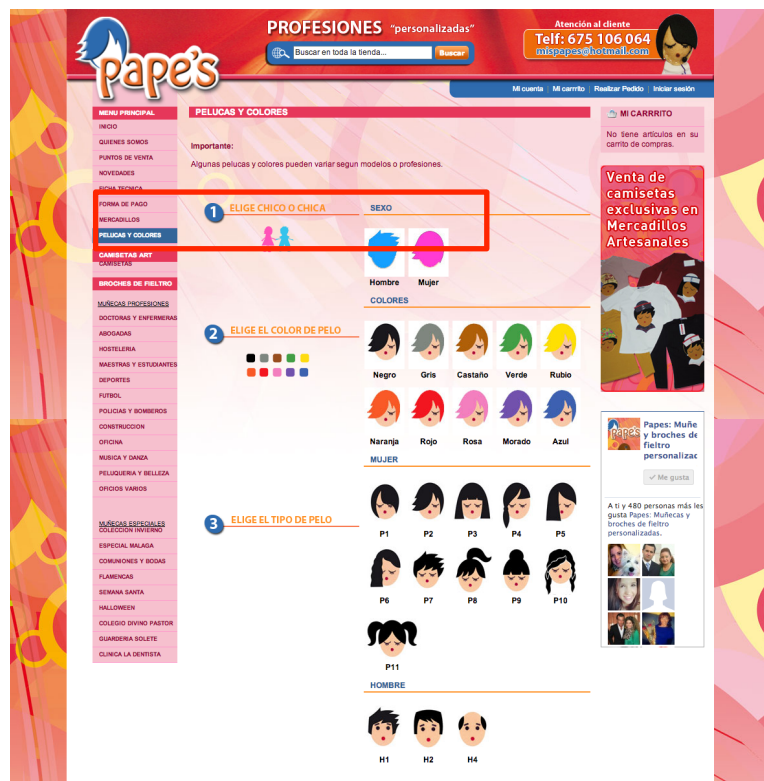 PROFESIONES "personalizadas"
Buscar en toda la tienda...
Buscar
Atención al cliente
Telf: 675 106 064
mispapes@hotmail.com
Pape's
Mi cuenta | Mi carrrito | Realizar Pedido | Iniciar sesión
MENU PRINCIPAL
INICIO
QUIENES SOMOS
PUNTOS DE VENTA
NOVEDADES
FICHA TECNICA
FORMA DE PAGO
MERCADILLOS
PELUCAS Y COLORES
CAMISETAS ART
CAMISETAS
BROCHES DE FIELTRO
MUÑECAS PROFESIONES
DOCTORAS Y ENFERMERAS
ABOGADAS
HOSTELERIA
MAESTRAS Y ESTUDIANTES
DEPORTES
FUTBOL
POLICIAS Y BOMBEROS
CONSTRUCCION
OFICINA
MUSICA Y DANZA
PELUQUERIA Y BELLEZA
OFICIOS VARIOS
MUÑECAS ESPECIALES
COLECCION INVIERNO
ESPECIAL MALAGA
COMUNIONES Y BODAS
FLAMENCAS
SEMANA SANTA
HALLOWEEN
COLEGIO DIVINO PASTOR
GUARDERIA SOLETE
CLINICA LA DENTISTA
PELUCAS Y COLORES
Importante:
Algunas pelucas y colores pueden variar segun modelos o profesiones.
1 ELIGE CHICO O CHICA
SEXO
Hombre Mujer
COLORES
2 ELIGE EL COLOR DE PELO
Negro Gris Castaño Verde Rubio
Naranja Rojo Rosa Morado Azul
MUJER
3 ELIGE EL TIPO DE PELO
P1 P2 P3 P4 P5
P6 P7 P8 P9 P10
P11
HOMBRE
H1 H2 H4
MI CARRRITO
No tiene artículos en su
carrito de compras.
Venta de
camisetas
exclusivas en
Mercadillos
Artesanales
Papes
Papes: Muñe
y broches de
fieltro
personalizac
Me gusta
A ti y 480 personas más les
gusta Papes: Muñecas y
broches de fieltro
personalizadas.